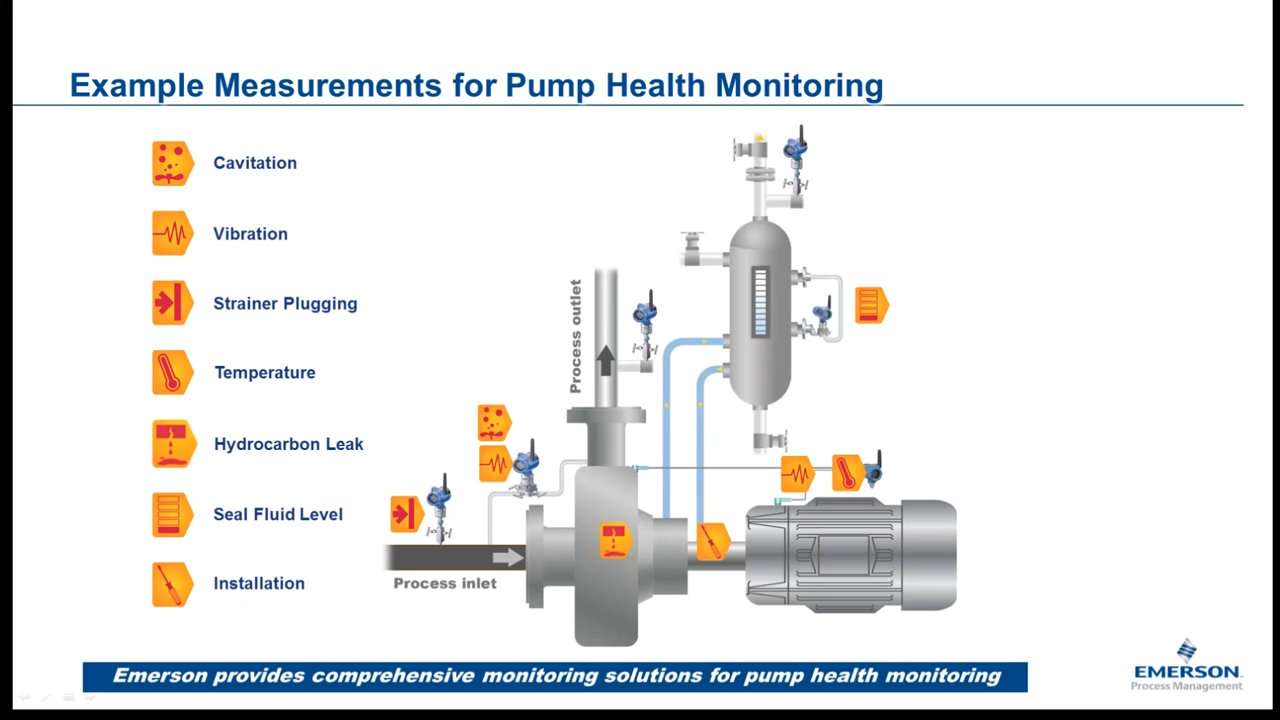 Example Measurements for Pump Health Monitoring
Cavitation
Vibration
Strainer Plugging
Temperature
Hydrocarbon Leak
Seal Fluid Level
Installation
Process outlet
Process inlet
Emerson provides comprehensive monitoring solutions for pump health monitoring
EMERSON.
Process Management